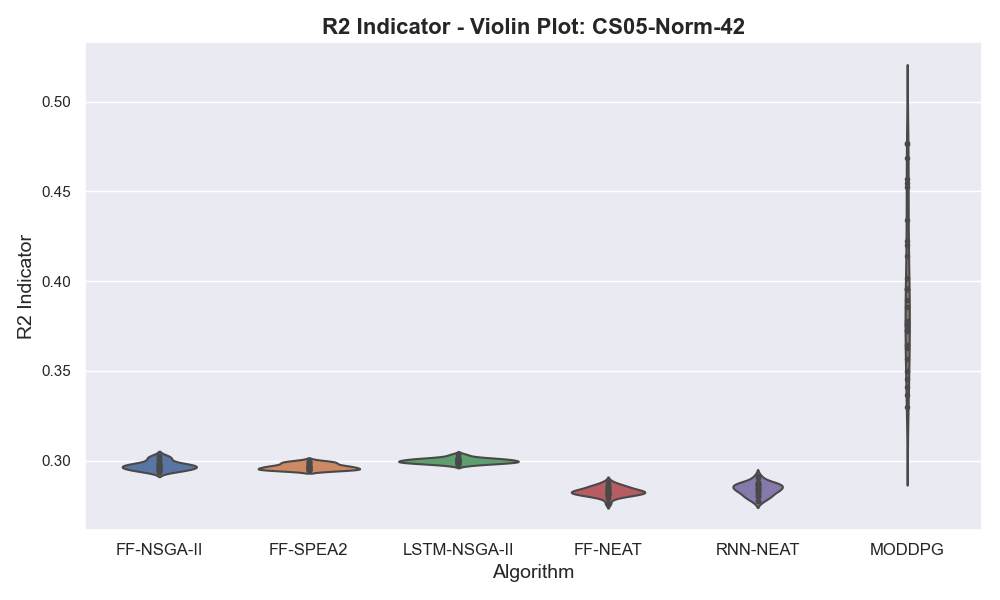 R2 Indicator - Violin Plot: CS05-Norm-42
R2 Indicator
0.50
0.45
0.40
0.35
0.30
FF-NSGA-II FF-SPEA2 LSTM-NSGA-II FF-NEAT RNN-NEAT MODDPG
Algorithm